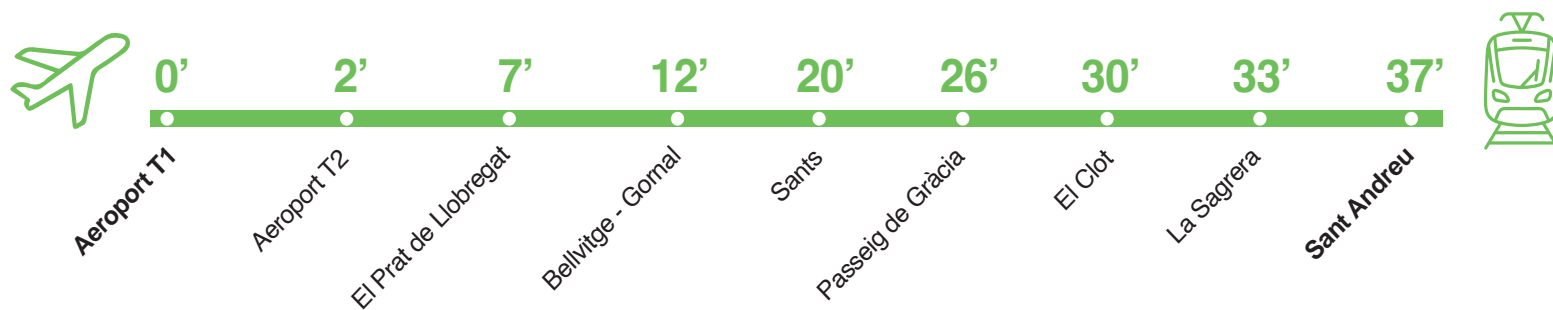 0’ 2’ 7’ 12’ 20’ 26’ 30’ 33’ 37’
Aeroport T1
Aeroport T2
El Prat de Llobregat
Bellvitge - Gornal
Sants
Passeig de Gràcia
El Clot
La Sagrera
Sant Andreu